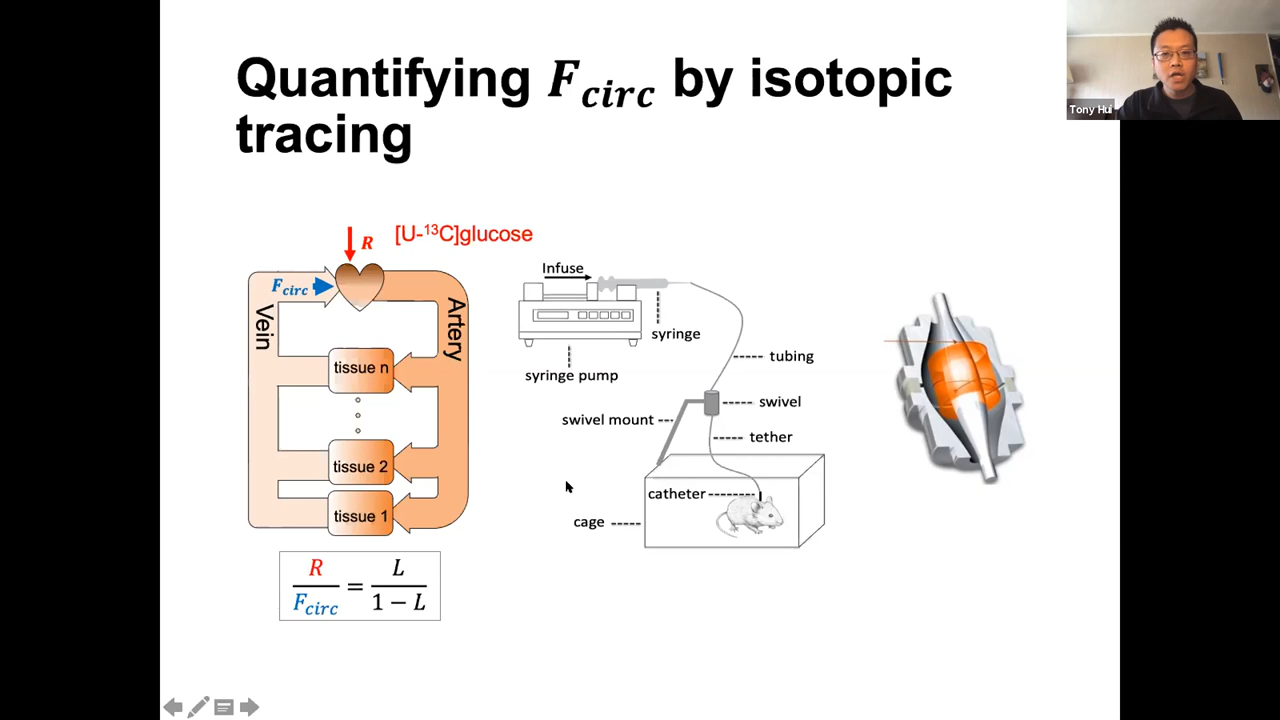 Quantifying F_circ by isotopic
tracing
Tony Hui
R
[U-¹³C]glucose
F_circ
Vein
Artery
tissue n
tissue 2
tissue 1
R/F_circ = L/(1 − L)
Infuse
syringe
syringe pump
tubing
swivel
swivel mount
tether
catheter
cage